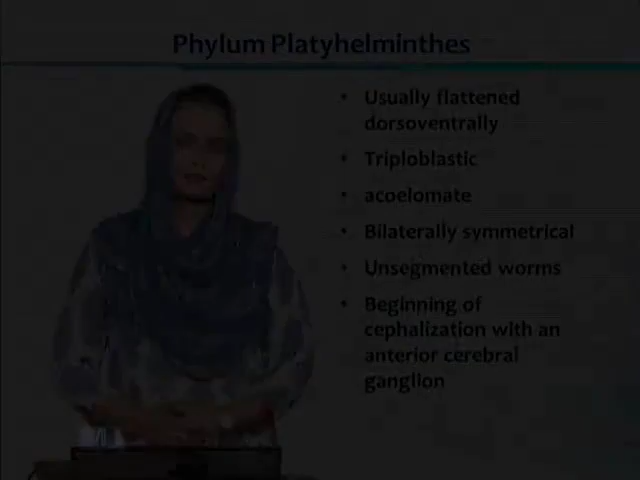 Phylum Platyhelminthes
• Usually flattened
dorsoventrally
• Triploblastic
• acoelomate
• Bilaterally symmetrical
• Unsegmented worms
• Beginning of
cephalization with an
anterior cerebral
ganglion